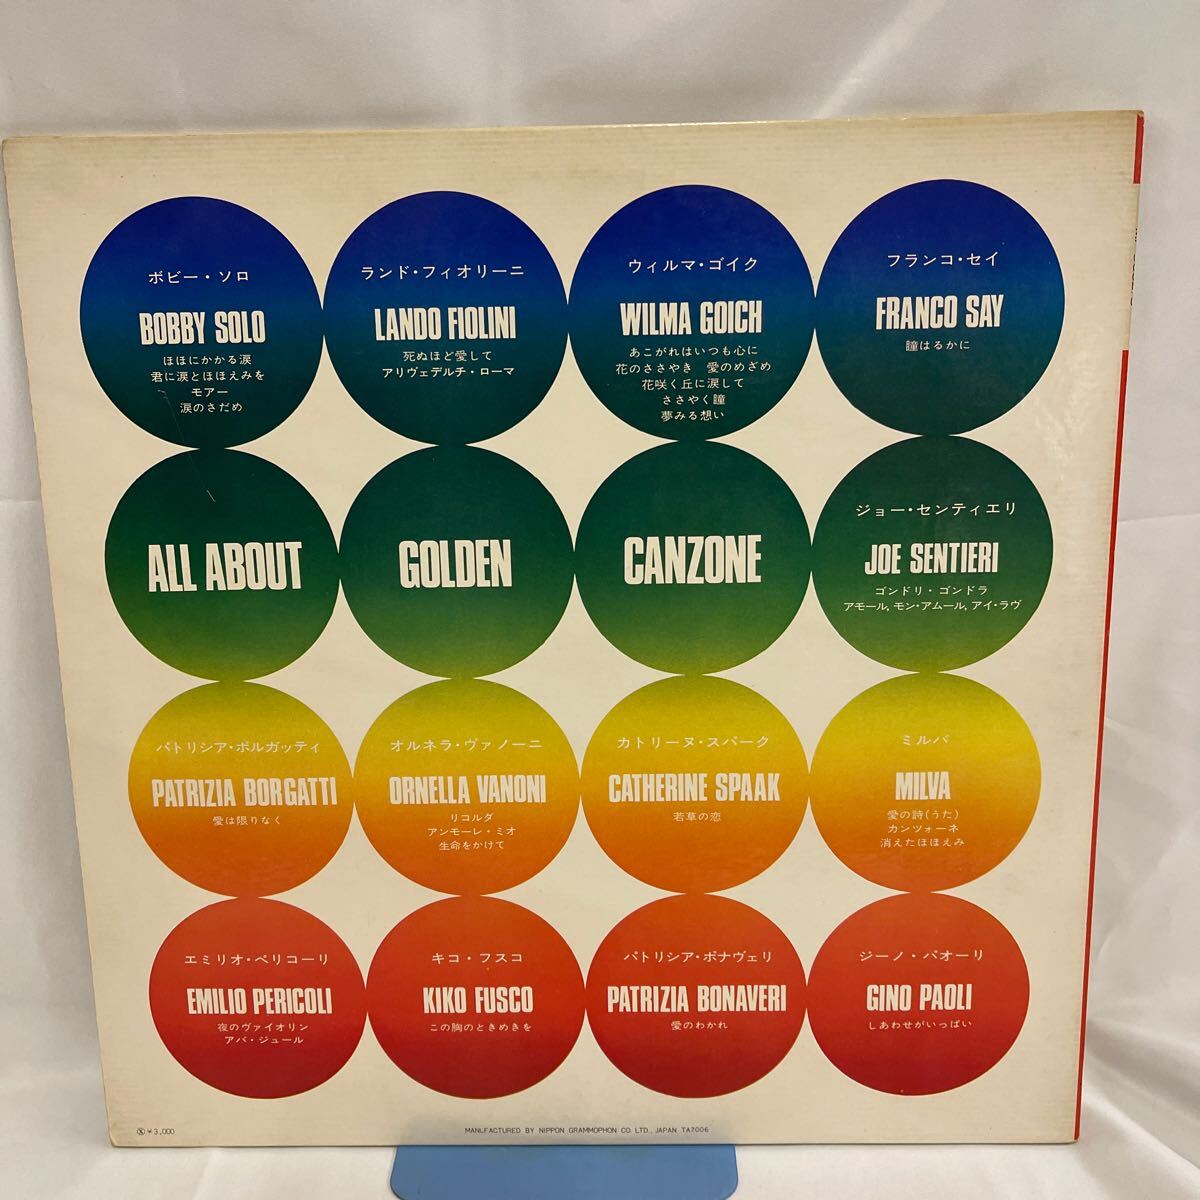 ボビー・ソロ
BOBBY SOLO
ほほにかかる涙
君に涙とほほえみを
モアー
涙のさだめ
ランド・フィオリーニ
LANDO FIOLINI
死ぬほど愛して
アリヴェデルチ・ローマ
ウィルマ・ゴイク
WILMA GOICH
あこがれはいつも心に
花のささやき 愛のめざめ
花咲く丘に涙して
ささやく瞳
夢みる想い
フランコ・セイ
FRANCO SAY
瞳はるかに
ALL ABOUT
GOLDEN
CANZONE
ジョー・センティエリ
JOE SENTIERI
ゴンドリ・ゴンドラ
アモール,モン・アムール,アイ・ラヴ
パトリシア・ボルガッティ
PATRIZIA BORGATTI
愛は限りなく
オルネラ・ヴァノーニ
ORNELLA VANONI
リコルダ
アンモーレ・ミオ
生命をかけて
カトリーヌ・スパーク
CATHERINE SPAAK
若草の恋
ミルバ
MILVA
愛の詩(うた)
カンツォーネ
消えたほほえみ
エミリオ・ペリコーリ
EMILIO PERICOLI
夜のヴァイオリン
アバ・ジュール
キコ・フスコ
KIKO FUSCO
この胸のときめきを
パトリシア・ボナヴェリ
PATRIZIA BONAVERI
愛のわかれ
ジーノ・パオーリ
GINO PAOLI
しあわせがいっぱい
Ⓧ ¥3,000
MANUFACTURED BY NIPPON GRAMMOPHON CO. LTD., JAPAN TA7006